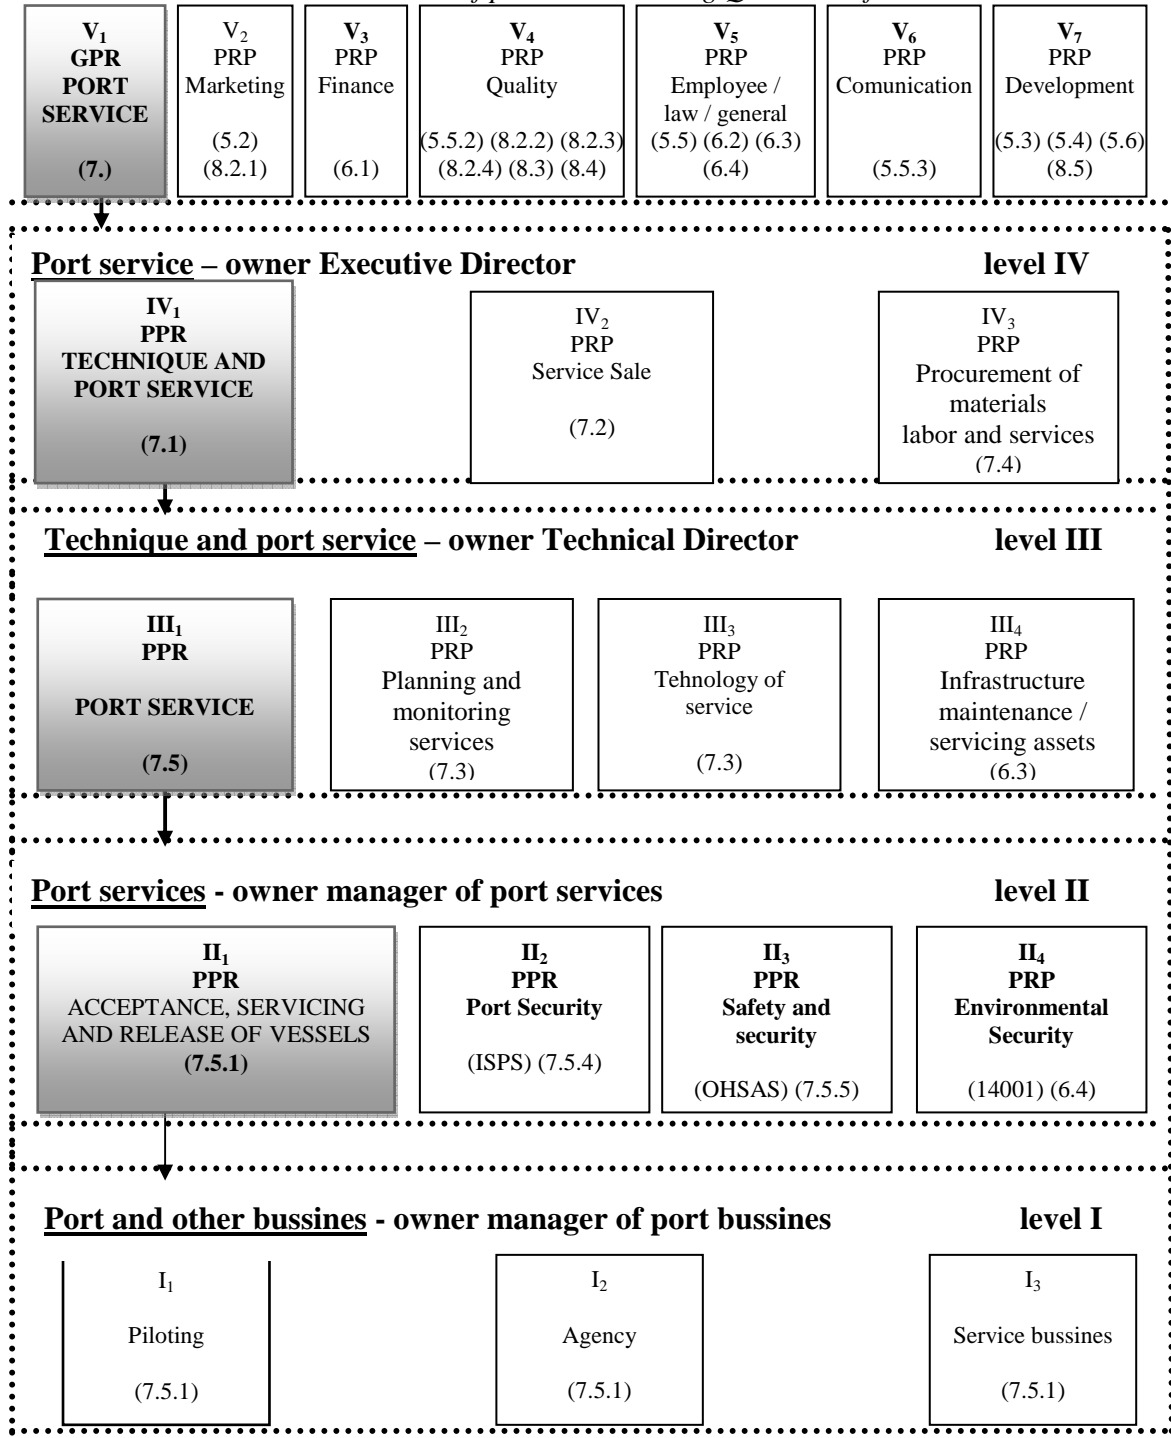 V₁
GPR
PORT
SERVICE
(7.)
V₂
PRP
Marketing
(5.2)
(8.2.1)
V₃
PRP
Finance
(6.1)
V₄
PRP
Quality
(5.5.2) (8.2.2) (8.2.3)
(8.2.4) (8.3) (8.4)
V₅
PRP
Employee /
law / general
(5.5) (6.2) (6.3)
(6.4)
V₆
PRP
Comunication
(5.5.3)
V₇
PRP
Development
(5.3) (5.4) (5.6)
(8.5)
Port service – owner Executive Director level IV
IV₁
PPR
TECHNIQUE AND
PORT SERVICE
(7.1)
IV₂
PRP
Service Sale
(7.2)
IV₃
PRP
Procurement of
materials
labor and services
(7.4)
Technique and port service – owner Technical Director level III
III₁
PPR
PORT SERVICE
(7.5)
III₂
PRP
Planning and
monitoring
services
(7.3)
III₃
PRP
Tehnology of
service
(7.3)
III₄
PRP
Infrastructure
maintenance /
servicing assets
(6.3)
Port services - owner manager of port services level II
II₁
PPR
ACCEPTANCE, SERVICING
AND RELEASE OF VESSELS
(7.5.1)
II₂
PPR
Port Security
(ISPS) (7.5.4)
II₃
PPR
Safety and
security
(OHSAS) (7.5.5)
II₄
PRP
Environmental
Security
(14001) (6.4)
Port and other bussines - owner manager of port bussines level I
I₁
Piloting
(7.5.1)
I₂
Agency
(7.5.1)
I₃
Service bussines
(7.5.1)